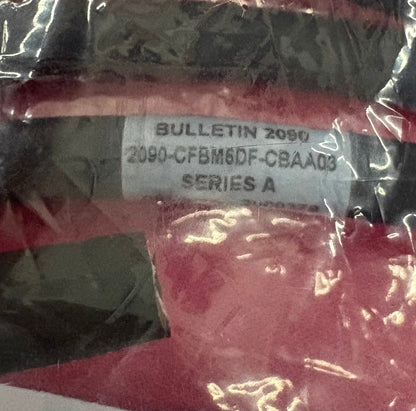 BULLETIN 2090
2090-CFBM6DF-CBAA03
SERIES A